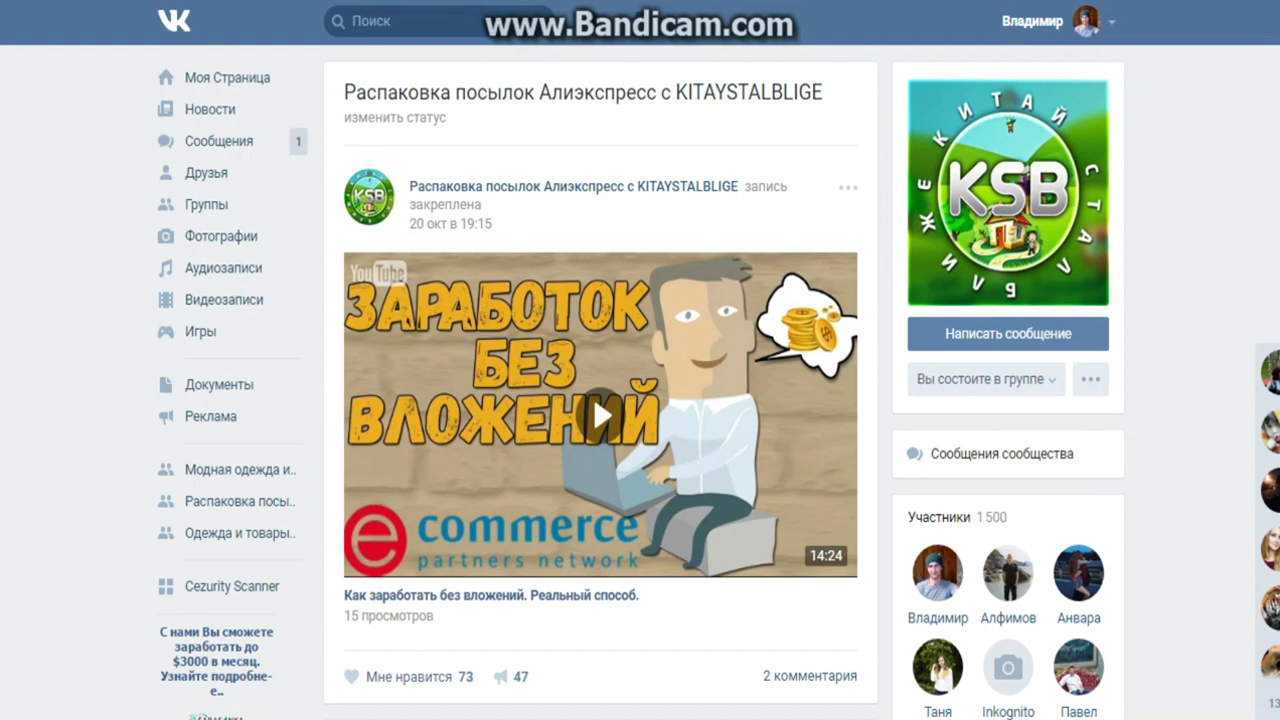 Поиск
www.Bandicam.com
Владимир
Моя Страница
Новости
Сообщения 1
Друзья
Группы
Фотографии
Аудиозаписи
Видеозаписи
Игры
Документы
Реклама
Модная одежда и..
Распаковка посы..
Одежда и товары..
Cezurity Scanner
С нами Вы сможете
заработать до
$3000 в месяц.
Узнайте подробне-
е..
Распаковка посылок Алиэкспресс с KITAYSTALBLIGE
изменить статус
Распаковка посылок Алиэкспресс с KITAYSTALBLIGE запись
закреплена
20 окт в 19:15
KSB
YouTube
ЗАРАБОТОК
БЕЗ
ВЛОЖЕНИЙ
e commerce
partners network
14:24
Как заработать без вложений. Реальный способ.
15 просмотров
Мне нравится 73 47
2 комментария
КИТАЙ СТАЛ БЛИЖЕ
KSB
Написать сообщение
Вы состоите в группе
Сообщения сообщества
Участники 1 500
Владимир Алфимов Анвара
Таня Inkognito Павел